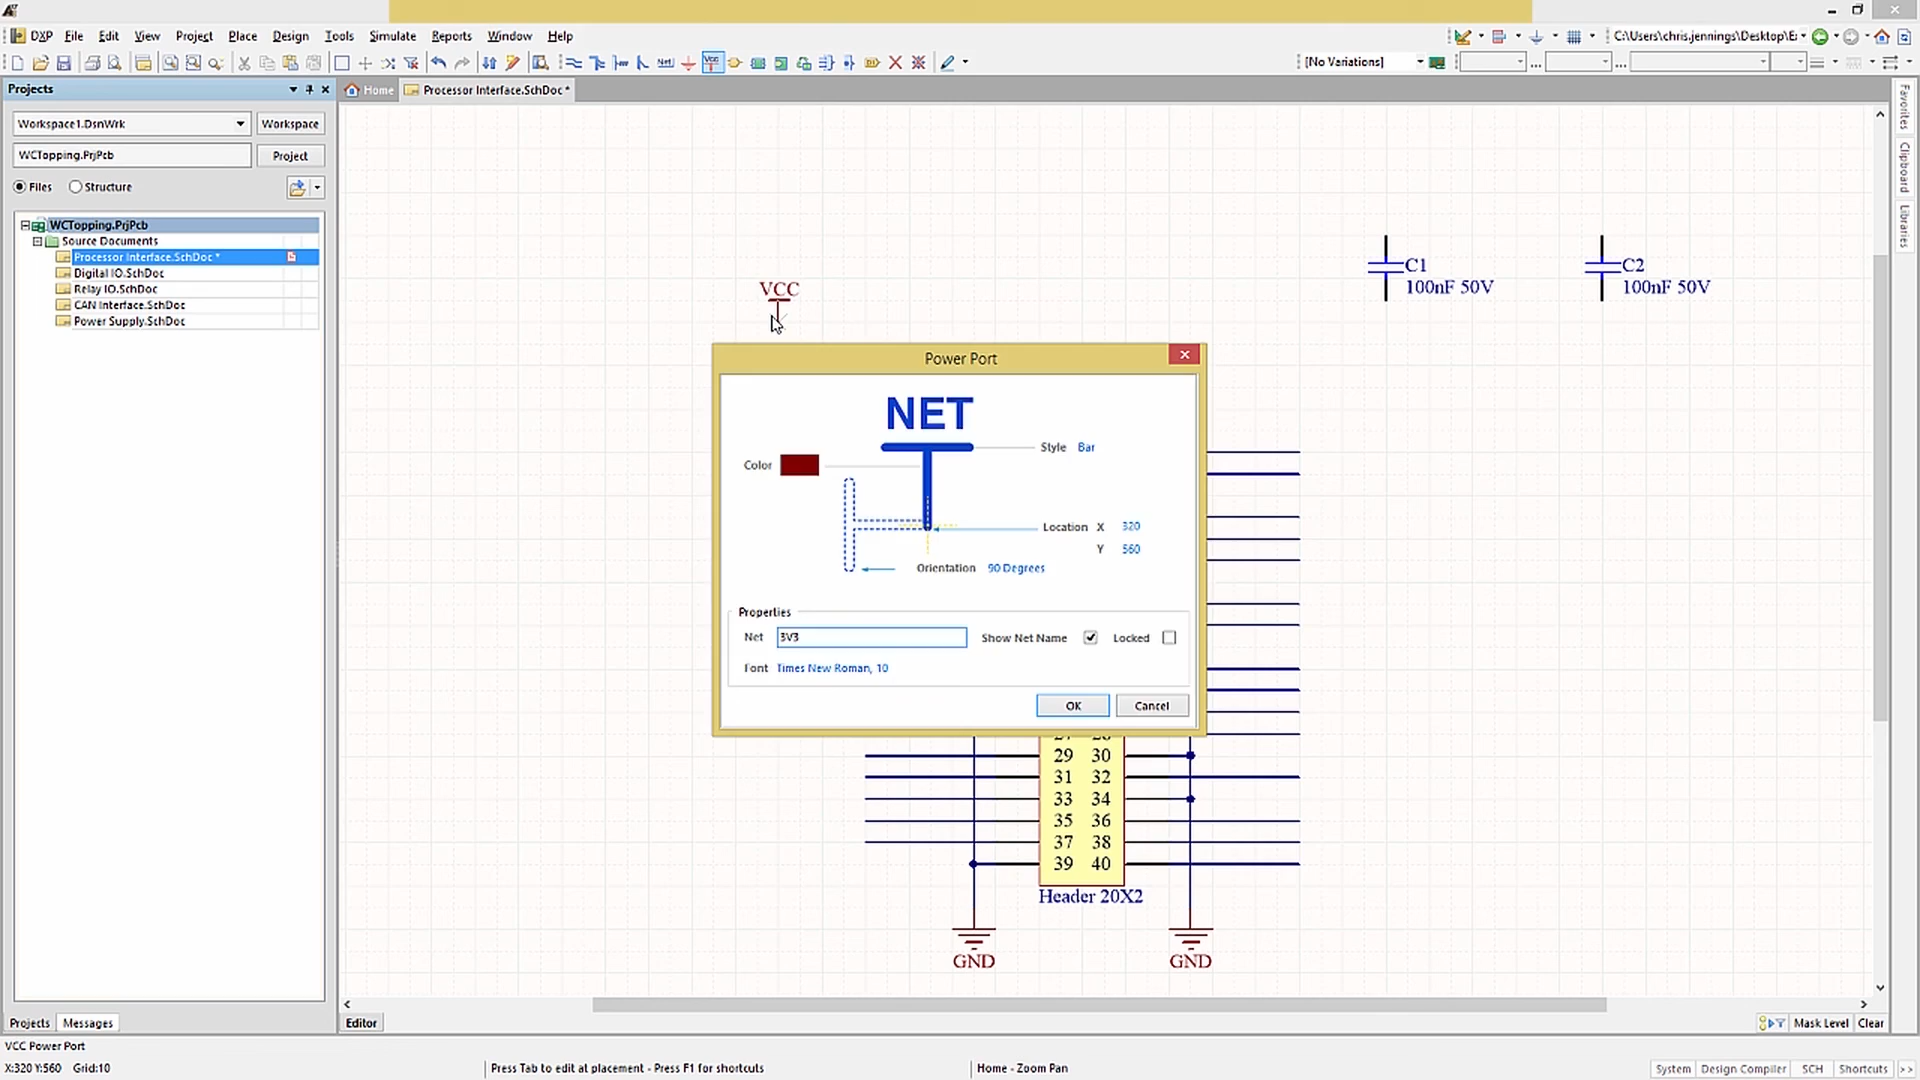 DXP File Edit View Project Place Design Tools Simulate Reports Window Help
C:\Users\chris.jennings\Desktop\E
[No Variations]
...
...
Projects
Home
Processor Interface.SchDoc *
Workspace1.DsnWrk
Workspace
WCTopping.PrjPcb
Project
Files
Structure
WCTopping.PrjPcb
Source Documents
Processor Interface.SchDoc *
Digital IO.SchDoc
Relay IO.SchDoc
CAN Interface.SchDoc
Power Supply.SchDoc
Favorites
Clipboard
Libraries
VCC
C1
100nF 50V
C2
100nF 50V
Power Port
NET
Style Bar
Color
Location X 320
Y 560
Orientation 90 Degrees
Properties
Net 3V3 Show Net Name Locked
Font Times New Roman, 10
OK
Cancel
29 30
31 32
33 34
35 36
37 38
39 40
Header 20X2
GND
GND
Projects
Messages
Editor
Mask Level
Clear
VCC Power Port
X:320 Y:560 Grid:10
Press Tab to edit at placement - Press F1 for shortcuts
Home - Zoom Pan
System
Design Compiler
SCH
Shortcuts
>>